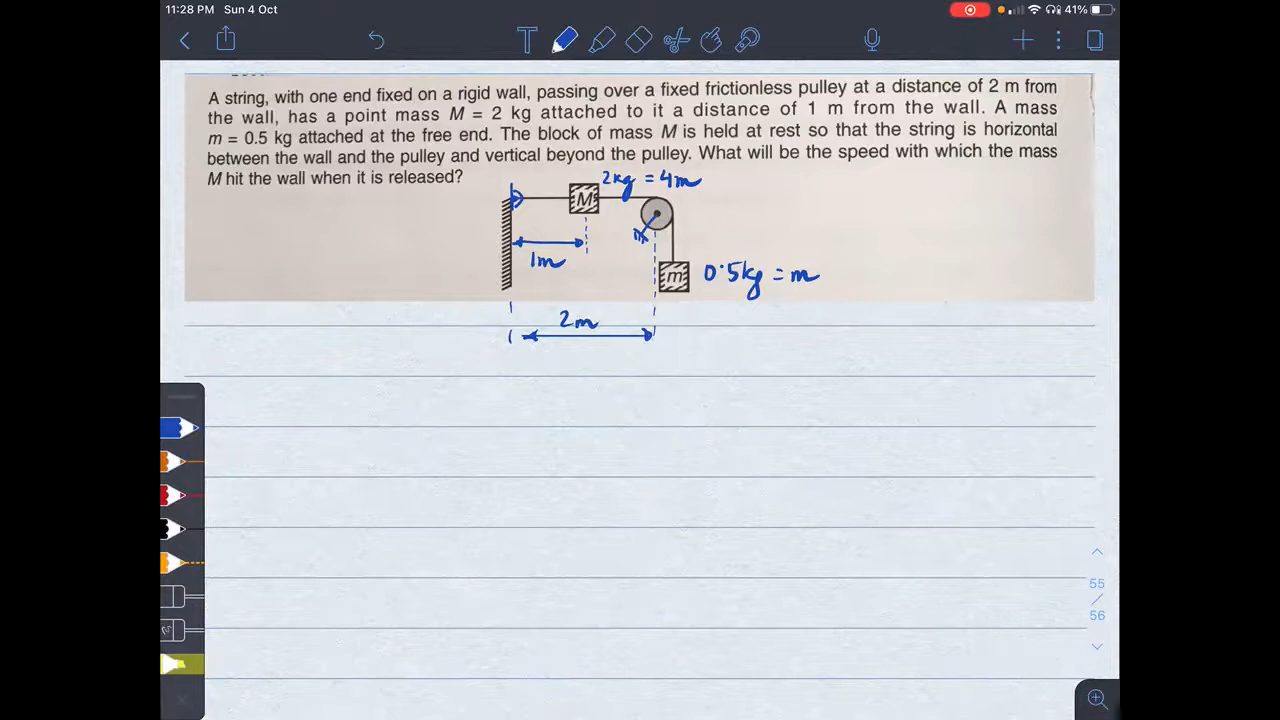 11:28 PM Sun 4 Oct
41%
T
A string, with one end fixed on a rigid wall, passing over a fixed frictionless pulley at a distance of 2 m from
the wall, has a point mass M = 2 kg attached to it a distance of 1 m from the wall. A mass
m = 0.5 kg attached at the free end. The block of mass M is held at rest so that the string is horizontal
between the wall and the pulley and vertical beyond the pulley. What will be the speed with which the mass
M hit the wall when it is released?
2kg = 4m
M
1m
m
0.5kg = m
2m
55
56